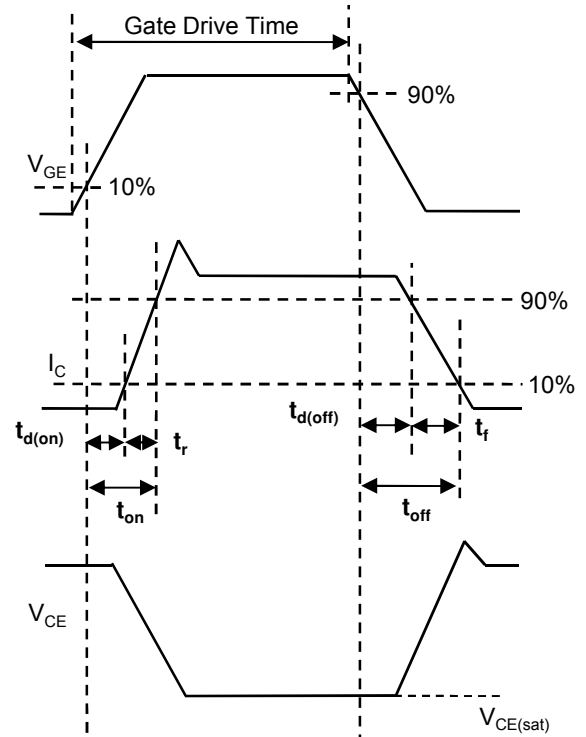 Gate Drive Time
90%
V_GE
10%
90%
I_C
10%
t_d(on)
t_r
t_d(off)
t_f
t_on
t_off
V_CE
V_CE(sat)